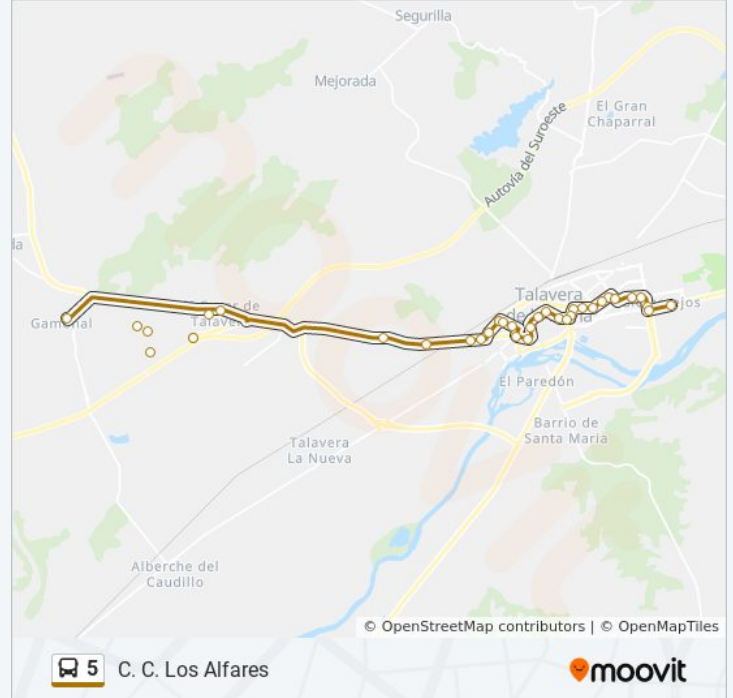 Segurilla
Mejorada
El Gran
Chaparral
Autovía del Suroeste
Talavera
El Paredón
Barrio de
Santa María
Talavera
La Nueva
Alberche del
Caudillo
© OpenStreetMap contributors | © OpenMapTiles
5 C. C. Los Alfares
moovit